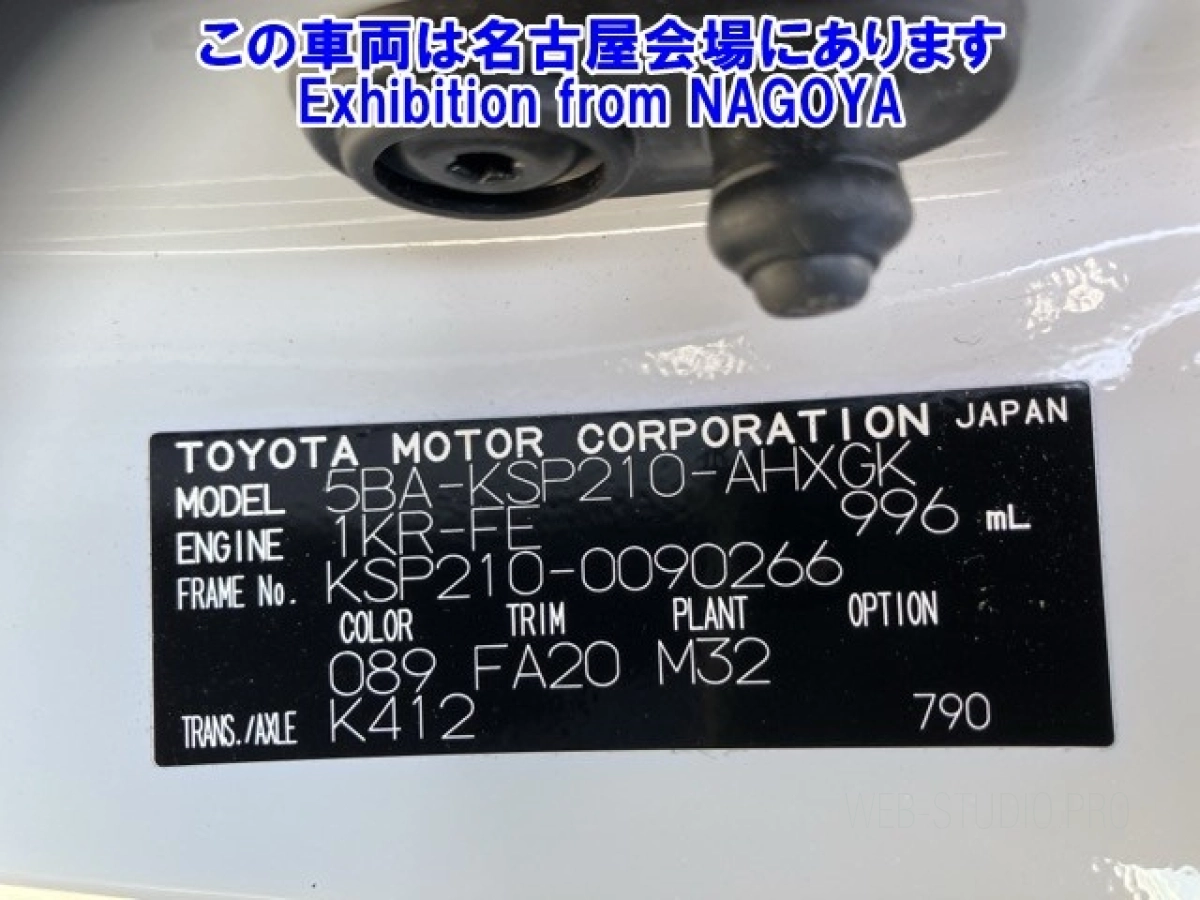 この車両は名古屋会場にあります
Exhibition from NAGOYA
TOYOTA MOTOR CORPORATION JAPAN
MODEL 5BA-KSP210-AHXGK
ENGINE 1KR-FE 996 mL
FRAME No. KSP210-0090266
COLOR TRIM PLANT OPTION
089 FA20 M32
TRANS./AXLE K412 790
WEB-STUDIO.PRO